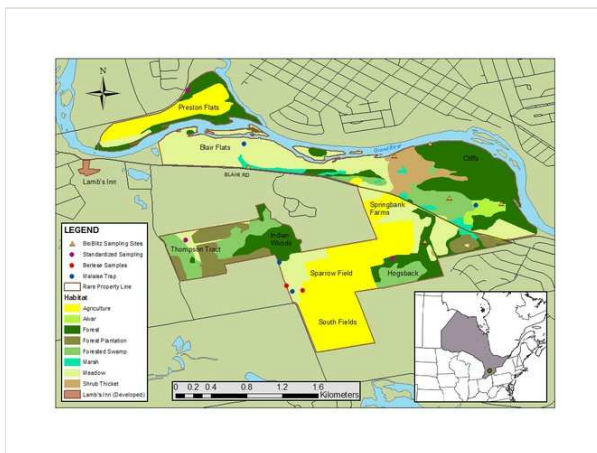 N
Preston Flats
Blair Flats
Grand River
Cliffs
BLAIR RD
Lamb's Inn
Springbank
Farms
Indian
Woods
Thompson Tract
Sparrow Field
Hogsback
South Fields
LEGEND
BioBlitz Sampling Sites
Standardized Sampling
Berlese Samples
Malaise Trap
Rare Property Line
Habitat
Agriculture
Alvar
Forest
Forest Plantation
Forested Swamp
Marsh
Meadow
Shrub Thicket
Lamb's Inn (Developed)
0 0.2 0.4 0.8 1.2 1.6
Kilometers